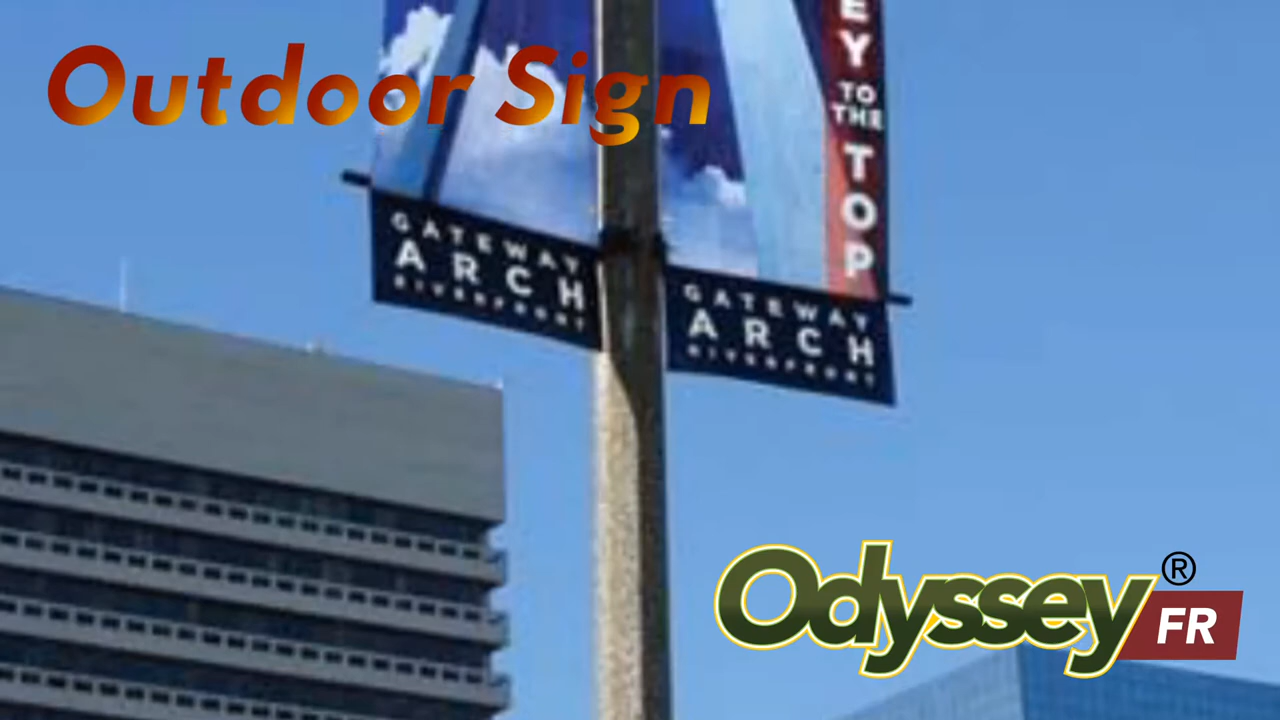 Outdoor Sign
EY
TO
THE
TOP
GATEWAY
ARCH
RIVERFRONT
GATEWAY
ARCH
RIVERFRONT
Odyssey®
FR